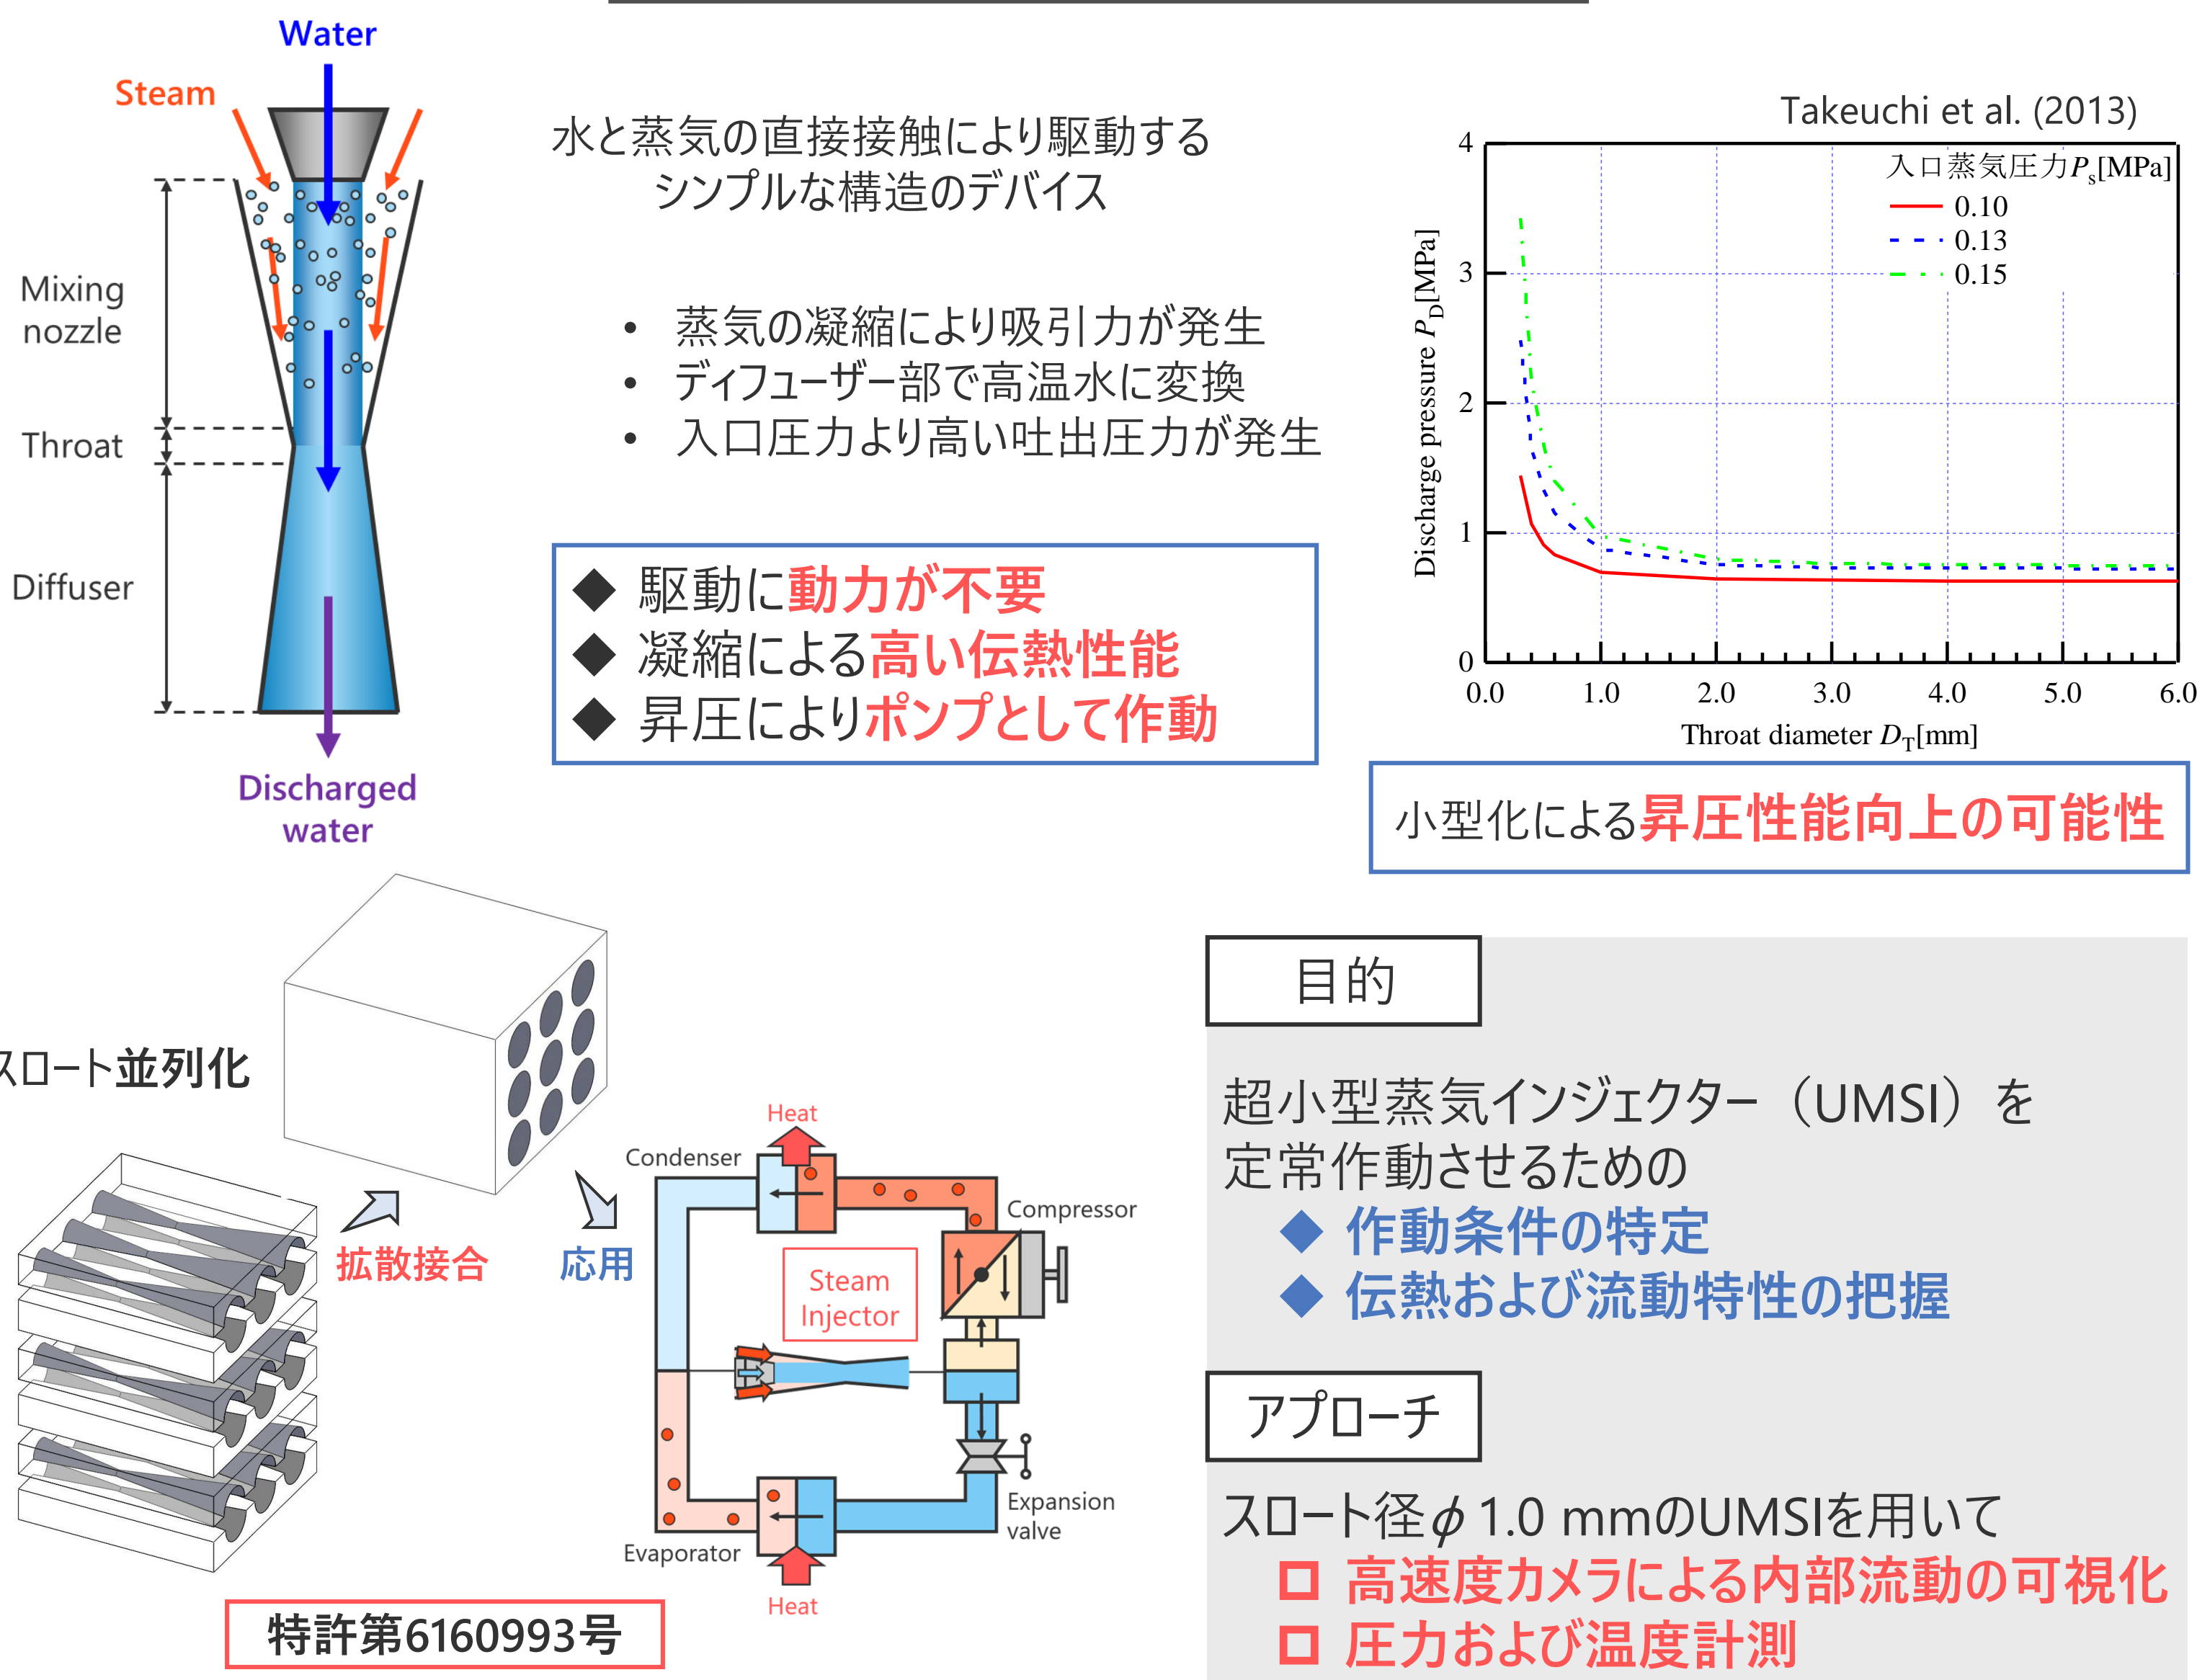 Water
Steam
Mixing
nozzle
Throat
Diffuser
Discharged
water
水と蒸気の直接接触により駆動する
シンプルな構造のデバイス
• 蒸気の凝縮により吸引力が発生
• ディフューザー部で高温水に変換
• 入口圧力より高い吐出圧力が発生
◆ 駆動に動力が不要
◆ 凝縮による高い伝熱性能
◆ 昇圧によりポンプとして作動
Takeuchi et al. (2013)
入口蒸気圧力Ps[MPa]
0.10
0.13
0.15
Discharge pressure PD[MPa]
4
3
2
1
0
0.0 1.0 2.0 3.0 4.0 5.0 6.0
Throat diameter DT[mm]
小型化による昇圧性能向上の可能性
スロート並列化
拡散接合
応用
Heat
Condenser
Compressor
Steam
Injector
Expansion
valve
Evaporator
Heat
特許第6160993号
目的
超小型蒸気インジェクター（UMSI）を
定常作動させるための
◆ 作動条件の特定
◆ 伝熱および流動特性の把握
アプローチ
スロート径ϕ1.0 mmのUMSIを用いて
高速度カメラによる内部流動の可視化
圧力および温度計測